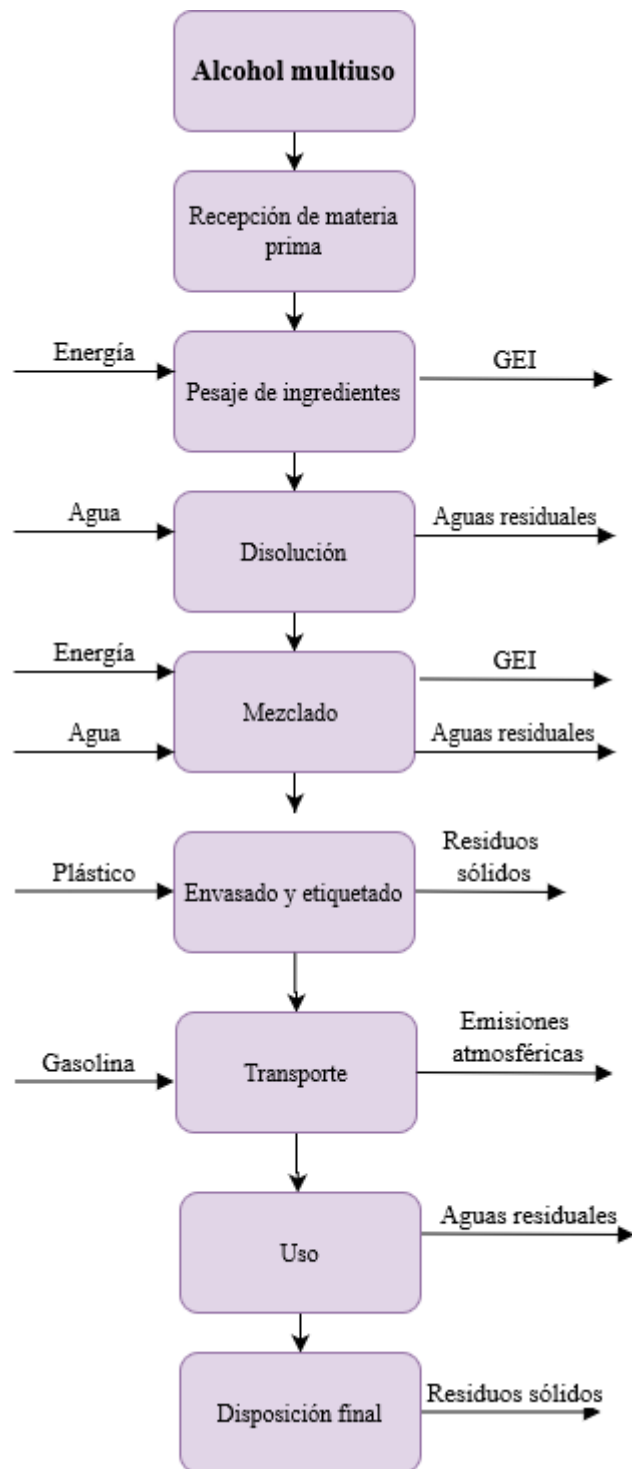 Alcohol multiuso
Recepción de materia
prima
Energía
GEI
Pesaje de ingredientes
Agua
Aguas residuales
Disolución
Energía
GEI
Mezclado
Agua
Aguas residuales
Residuos
sólidos
Plástico
Envasado y etiquetado
Emisiones
atmosféricas
Gasolina
Transporte
Aguas residuales
Uso
Residuos sólidos
Disposición final